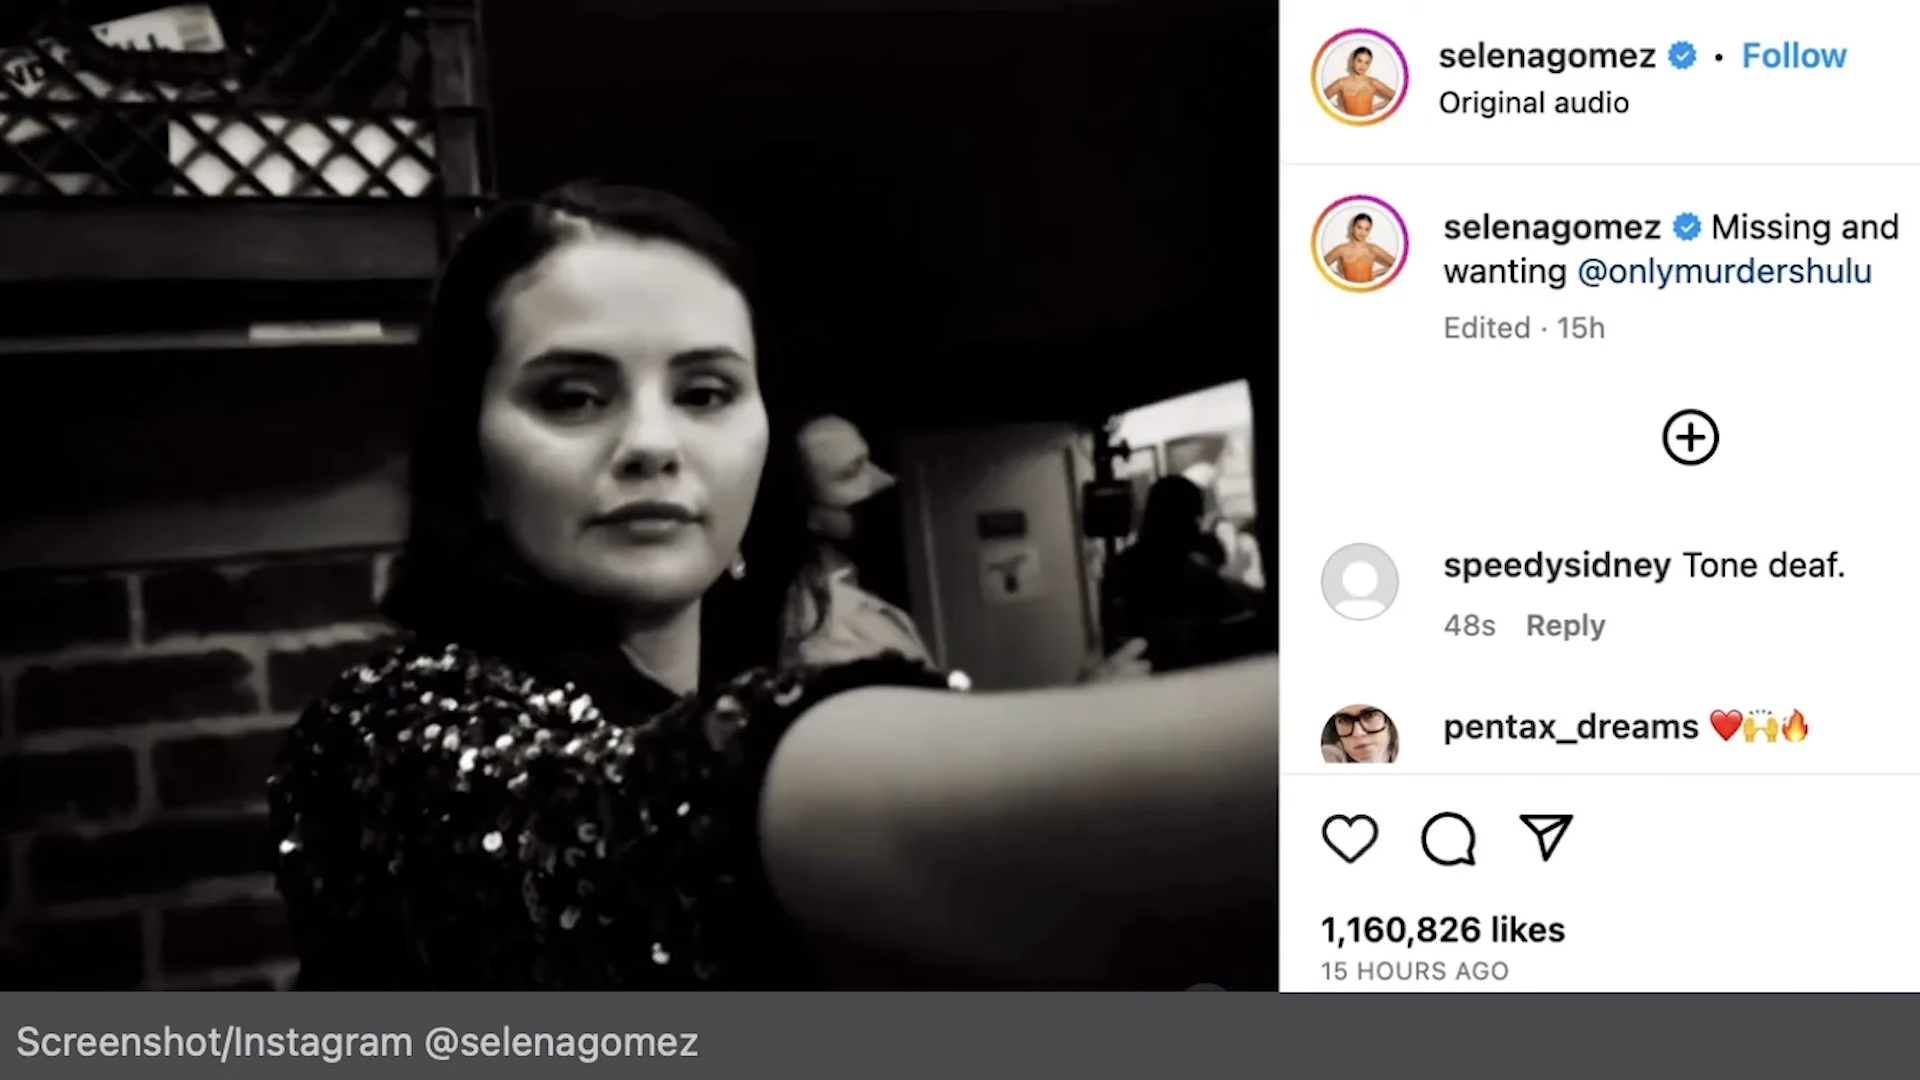 selenagomez • Follow
Original audio
selenagomez Missing and
wanting @onlymurdershulu
Edited · 15h
speedysidney Tone deaf.
48s Reply
pentax_dreams ❤️🙌🔥
1,160,826 likes
15 HOURS AGO
Screenshot/Instagram @selenagomez